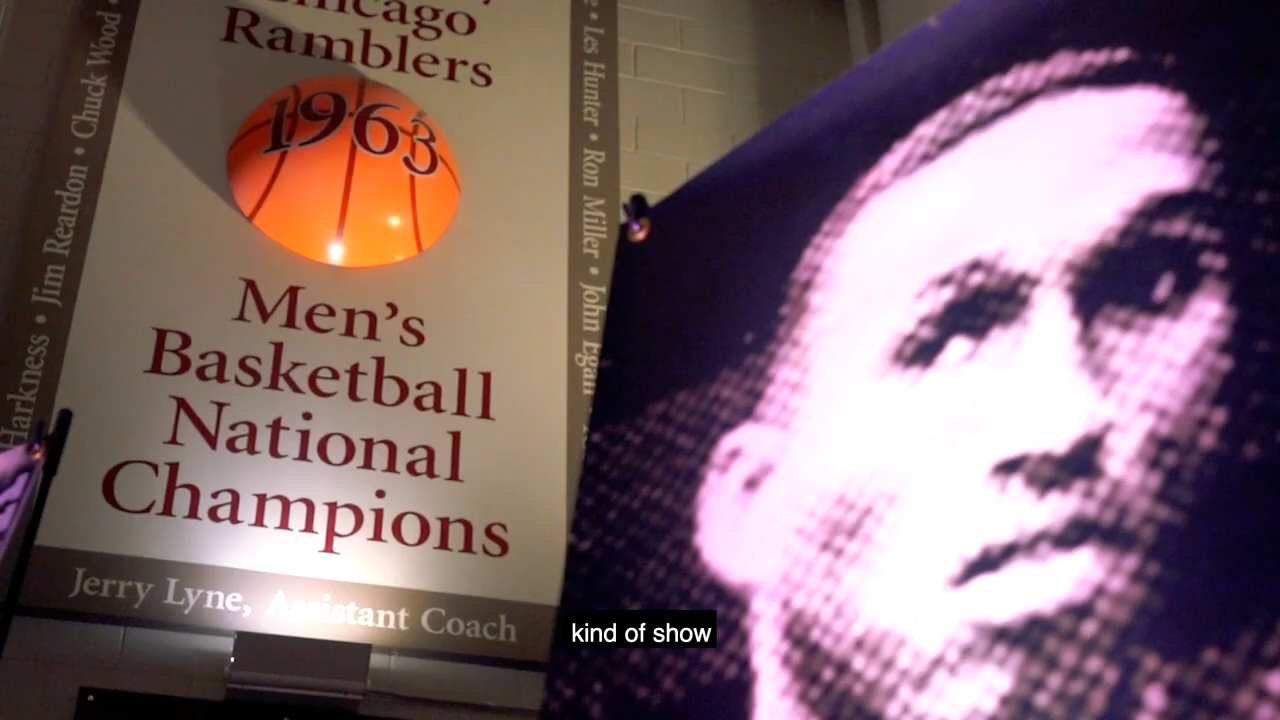 Chicago
Ramblers
1963
Men's
Basketball
National
Champions
Jerry Lyne, Assistant Coach
Harkness • Jim Reardon • Chuck Wood •
• Les Hunter • Ron Miller • John Egan
kind of show